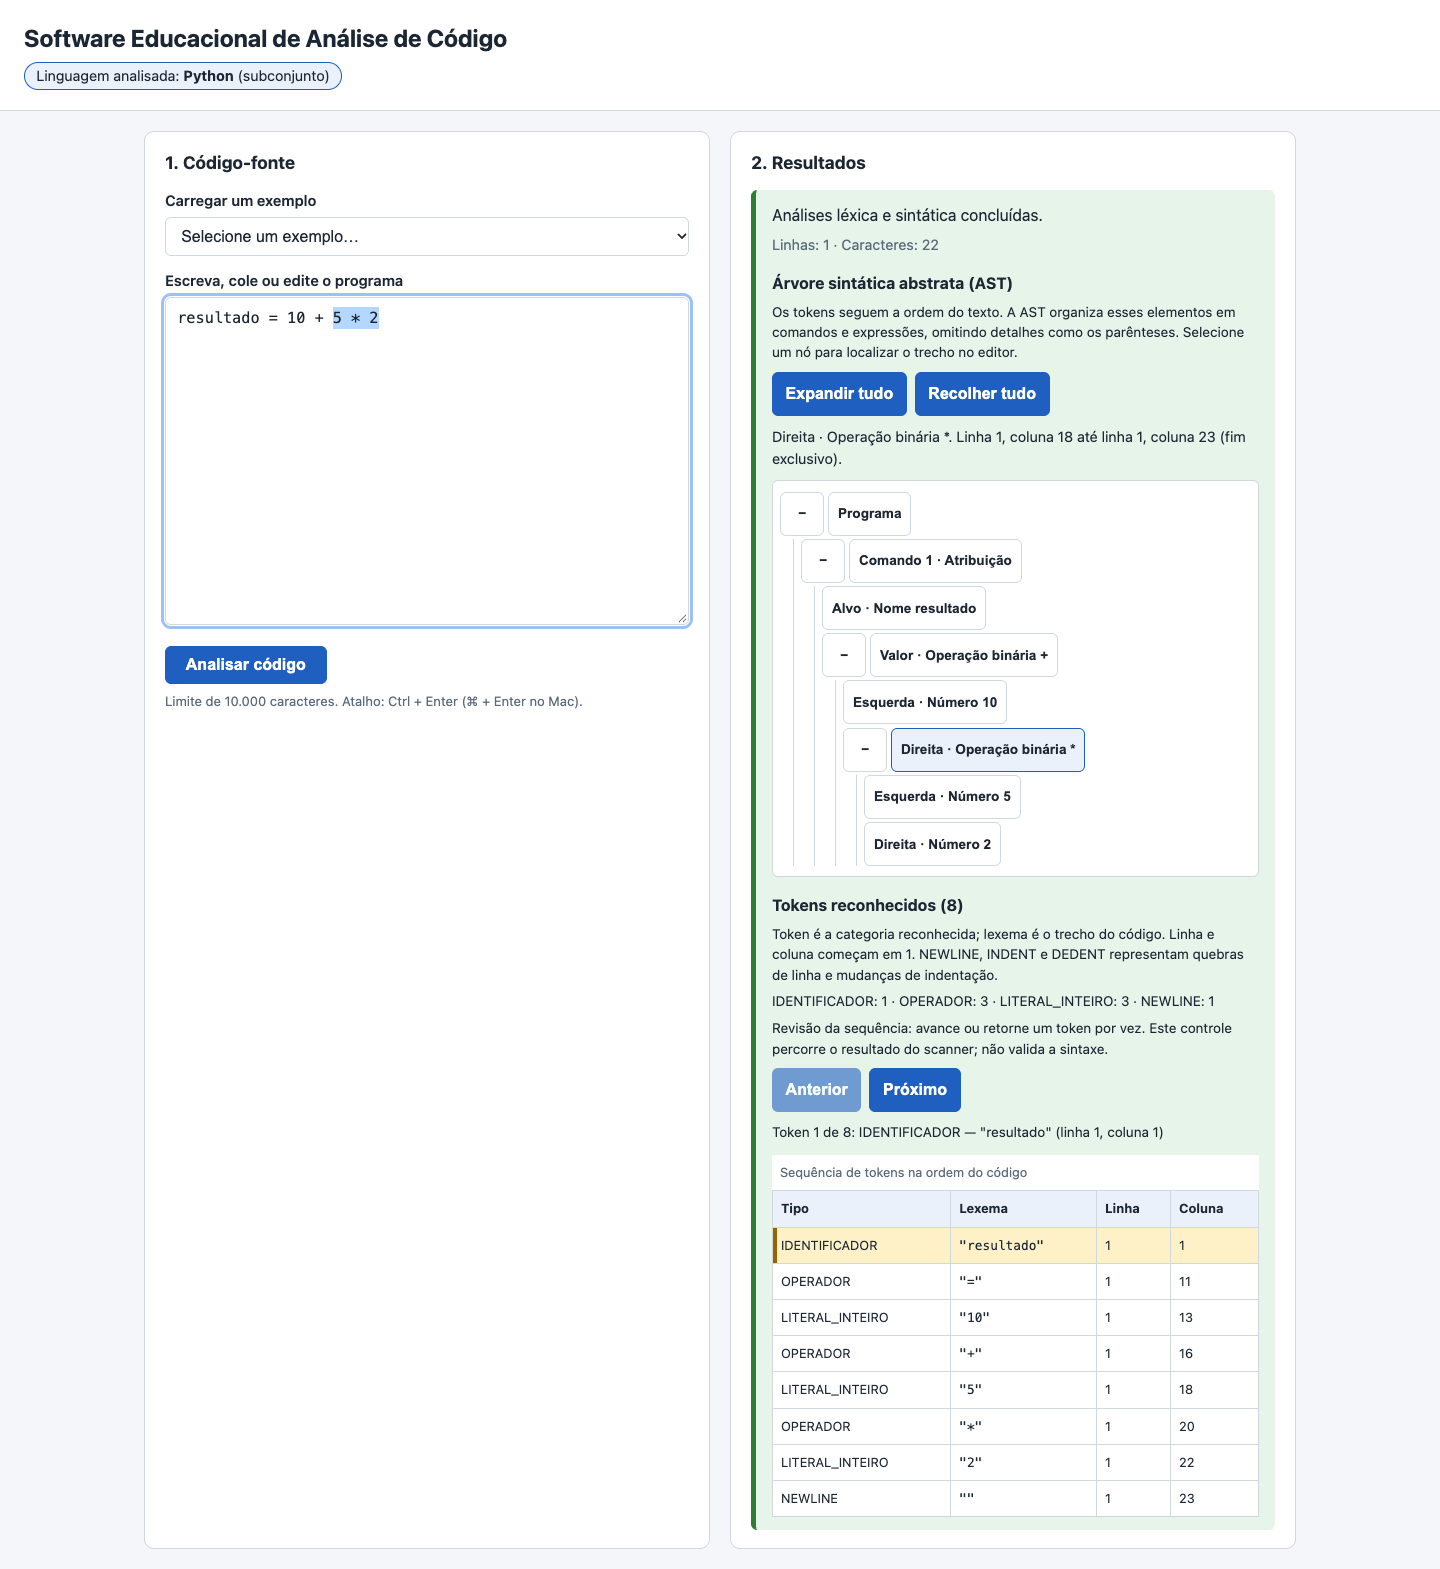 Software Educacional de Análise de Código
Linguagem analisada: Python (subconjunto)
1. Código-fonte
Carregar um exemplo
Selecione um exemplo...
Escreva, cole ou edite o programa
resultado = 10 + 5 * 2
Analisar código
Limite de 10.000 caracteres. Atalho: Ctrl + Enter (⌘ + Enter no Mac).
2. Resultados
Análises léxica e sintática concluídas.
Linhas: 1 · Caracteres: 22
Árvore sintática abstrata (AST)
Os tokens seguem a ordem do texto. A AST organiza esses elementos em
comandos e expressões, omitindo detalhes como os parênteses. Selecione
um nó para localizar o trecho no editor.
Expandir tudo Recolher tudo
Direita · Operação binária *. Linha 1, coluna 18 até linha 1, coluna 23 (fim
exclusivo).
− Programa
− Comando 1 · Atribuição
Alvo · Nome resultado
− Valor · Operação binária +
Esquerda · Número 10
− Direita · Operação binária *
Esquerda · Número 5
Direita · Número 2
Tokens reconhecidos (8)
Token é a categoria reconhecida; lexema é o trecho do código. Linha e
coluna começam em 1. NEWLINE, INDENT e DEDENT representam quebras
de linha e mudanças de indentação.
IDENTIFICADOR: 1 · OPERADOR: 3 · LITERAL_INTEIRO: 3 · NEWLINE: 1
Revisão da sequência: avance ou retorne um token por vez. Este controle
percorre o resultado do scanner; não valida a sintaxe.
Anterior Próximo
Token 1 de 8: IDENTIFICADOR — "resultado" (linha 1, coluna 1)
Sequência de tokens na ordem do código
Tipo Lexema Linha Coluna
IDENTIFICADOR "resultado" 1 1
OPERADOR "=" 1 11
LITERAL_INTEIRO "10" 1 13
OPERADOR "+" 1 16
LITERAL_INTEIRO "5" 1 18
OPERADOR "*" 1 20
LITERAL_INTEIRO "2" 1 22
NEWLINE "" 1 23